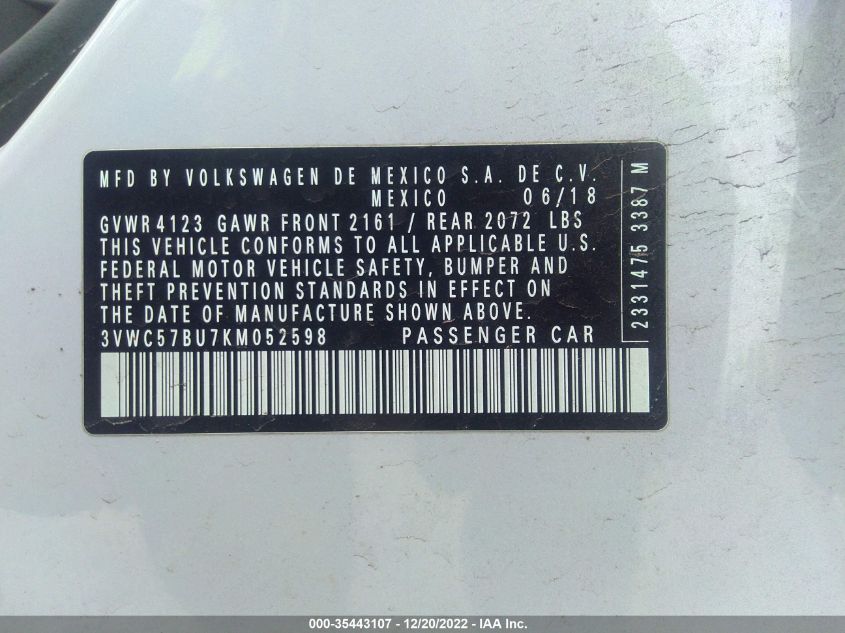 MFD BY VOLKSWAGEN DE MEXICO S.A. DE C.V.
MEXICO 06/18
GVWR 4123 GAWR FRONT 2161 / REAR 2072 LBS
THIS VEHICLE CONFORMS TO ALL APPLICABLE U.S.
FEDERAL MOTOR VEHICLE SAFETY, BUMPER AND
THEFT PREVENTION STANDARDS IN EFFECT ON
THE DATE OF MANUFACTURE SHOWN ABOVE.
3VWC57BU7KM052598 PASSENGER CAR
2331475 3387 M
000-35443107 - 12/20/2022 - IAA Inc.